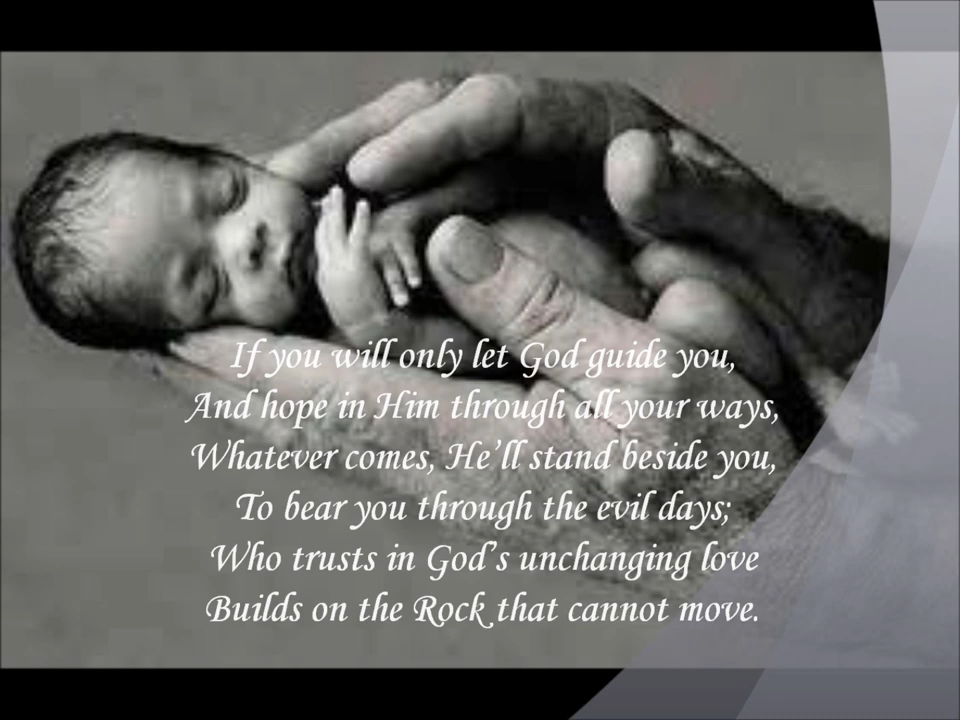 If you will only let God guide you,
And hope in Him through all your ways,
Whatever comes, He’ll stand beside you,
To bear you through the evil days;
Who trusts in God’s unchanging love
Builds on the Rock that cannot move.